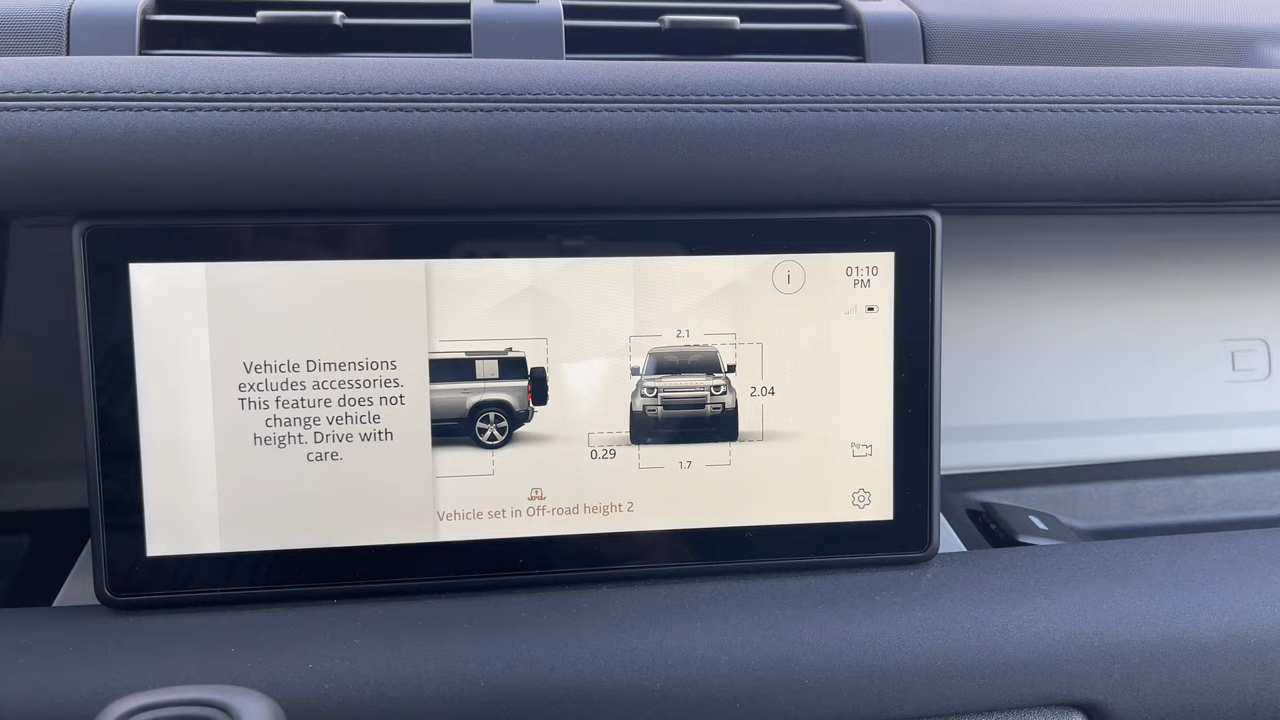 Vehicle Dimensions
excludes accessories.
This feature does not
change vehicle
height. Drive with
care.
i
01:10
PM
2.1
2.04
0.29
1.7
Vehicle set in Off-road height 2